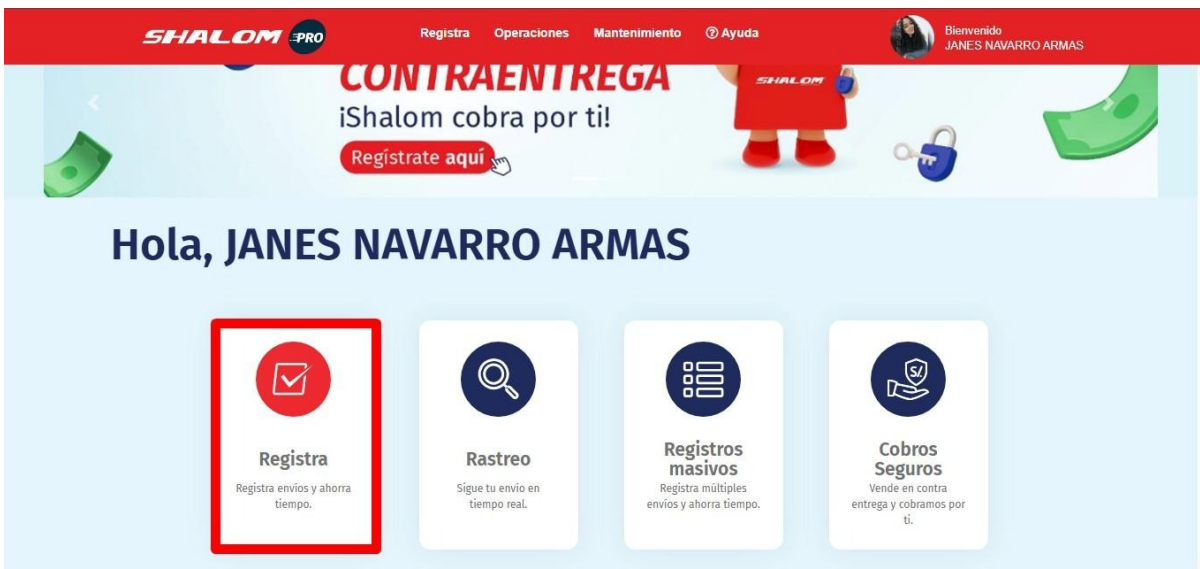 SHALOM PRO
Registra Operaciones Mantenimiento ? Ayuda
Bienvenido
JANES NAVARRO ARMAS
CONTRAENTREGA
SHALOM
¡Shalom cobra por ti!
Regístrate aquí
Hola, JANES NAVARRO ARMAS
Registra
Registra envíos y ahorra
tiempo.
Rastreo
Sigue tu envío en
tiempo real.
Registros
masivos
Registra múltiples
envíos y ahorra tiempo.
S/.
Cobros
Seguros
Vende en contra
entrega y cobramos por
ti.